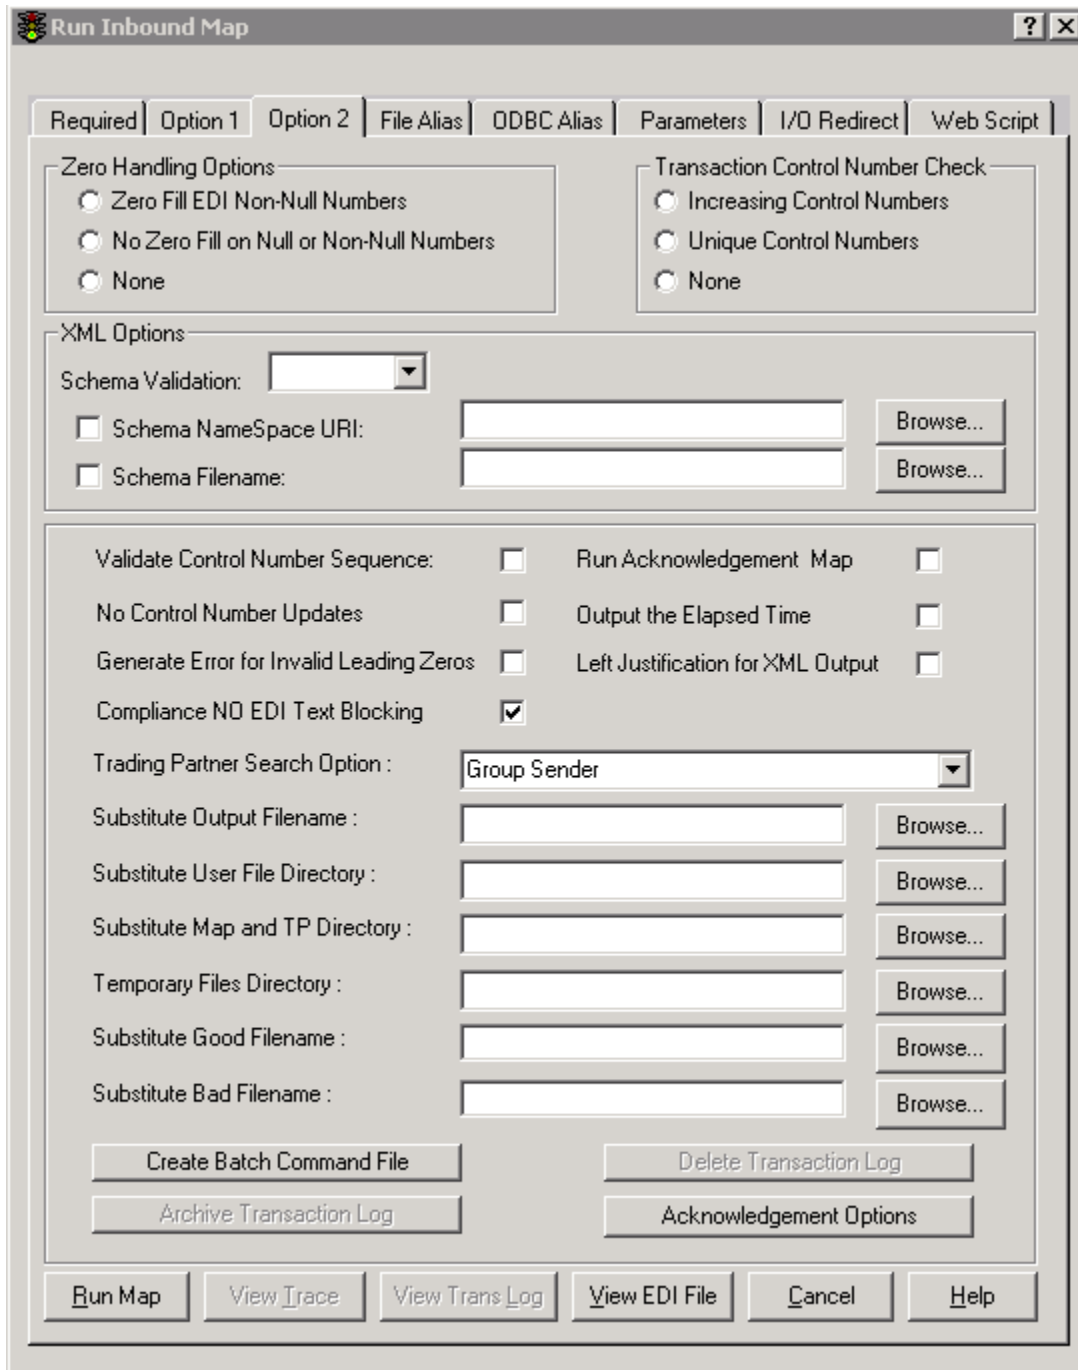 Run Inbound Map
Required Option 1 Option 2 File Alias ODBC Alias Parameters I/O Redirect Web Script
Zero Handling Options
Zero Fill EDI Non-Null Numbers
No Zero Fill on Null or Non-Null Numbers
None
Transaction Control Number Check
Increasing Control Numbers
Unique Control Numbers
None
XML Options
Schema Validation:
Schema NameSpace URI: Browse...
Schema Filename: Browse...
Validate Control Number Sequence: Run Acknowledgement Map
No Control Number Updates Output the Elapsed Time
Generate Error for Invalid Leading Zeros Left Justification for XML Output
Compliance NO EDI Text Blocking
Trading Partner Search Option : Group Sender
Substitute Output Filename : Browse...
Substitute User File Directory : Browse...
Substitute Map and TP Directory : Browse...
Temporary Files Directory : Browse...
Substitute Good Filename : Browse...
Substitute Bad Filename : Browse...
Create Batch Command File Delete Transaction Log
Archive Transaction Log Acknowledgement Options
Run Map View Trace View Trans Log View EDI File Cancel Help